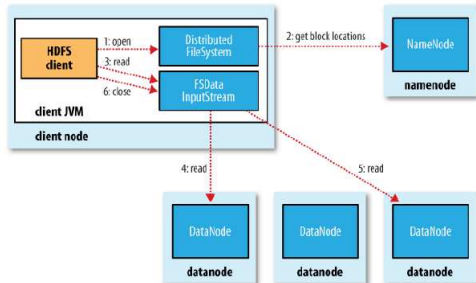 1: open
Distributed
FileSystem
2: get block locations
NameNode
HDFS
client
3: read
6: close
FSData
InputStream
namenode
client JVM
client node
4: read
5: read
DataNode
DataNode
DataNode
datanode
datanode
datanode